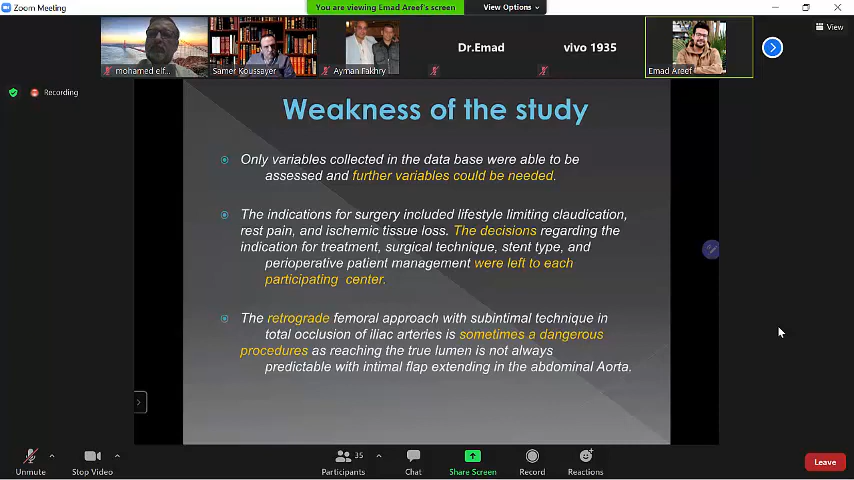 Zoom Meeting
You are viewing Emad Areef's screen
View Options
View
mohamed elf...
Samer Koussayer
Ayman Fakhry
Dr.Emad
vivo 1935
Emad Areef
Recording
Weakness of the study
Only variables collected in the data base were able to be
assessed and further variables could be needed.
The indications for surgery included lifestyle limiting claudication,
rest pain, and ischemic tissue loss. The decisions regarding the
indication for treatment, surgical technique, stent type, and
perioperative patient management were left to each
participating center.
The retrograde femoral approach with subintimal technique in
total occlusion of iliac arteries is sometimes a dangerous
procedures as reaching the true lumen is not always
predictable with intimal flap extending in the abdominal Aorta.
35
Unmute
Stop Video
Participants
Chat
Share Screen
Record
Reactions
Leave